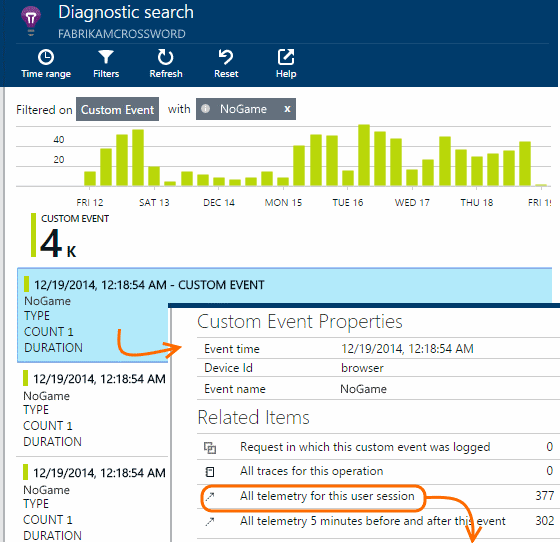 Diagnostic search
FABRIKAMCROSSWORD
Time range Filters Refresh Reset Help
Filtered on Custom Event with NoGame x
40
20
FRI 12 SAT 13 DEC 14 MON 15 TUE 16 WED 17 THU 18 FRI 19
CUSTOM EVENT
4 K
12/19/2014, 12:18:54 AM - CUSTOM EVENT
NoGame
TYPE
COUNT 1
DURATION
12/19/2014, 12:18:54 AM
NoGame
TYPE
COUNT 1
DURATION
12/19/2014, 12:18:54 AM
NoGame
TYPE
COUNT 1
DURATION
Custom Event Properties
Event time 12/19/2014, 12:18:54 AM
Device Id browser
Event name NoGame
Related Items
Request in which this custom event was logged 0
All traces for this operation 0
All telemetry for this user session 377
All telemetry 5 minutes before and after this event 302